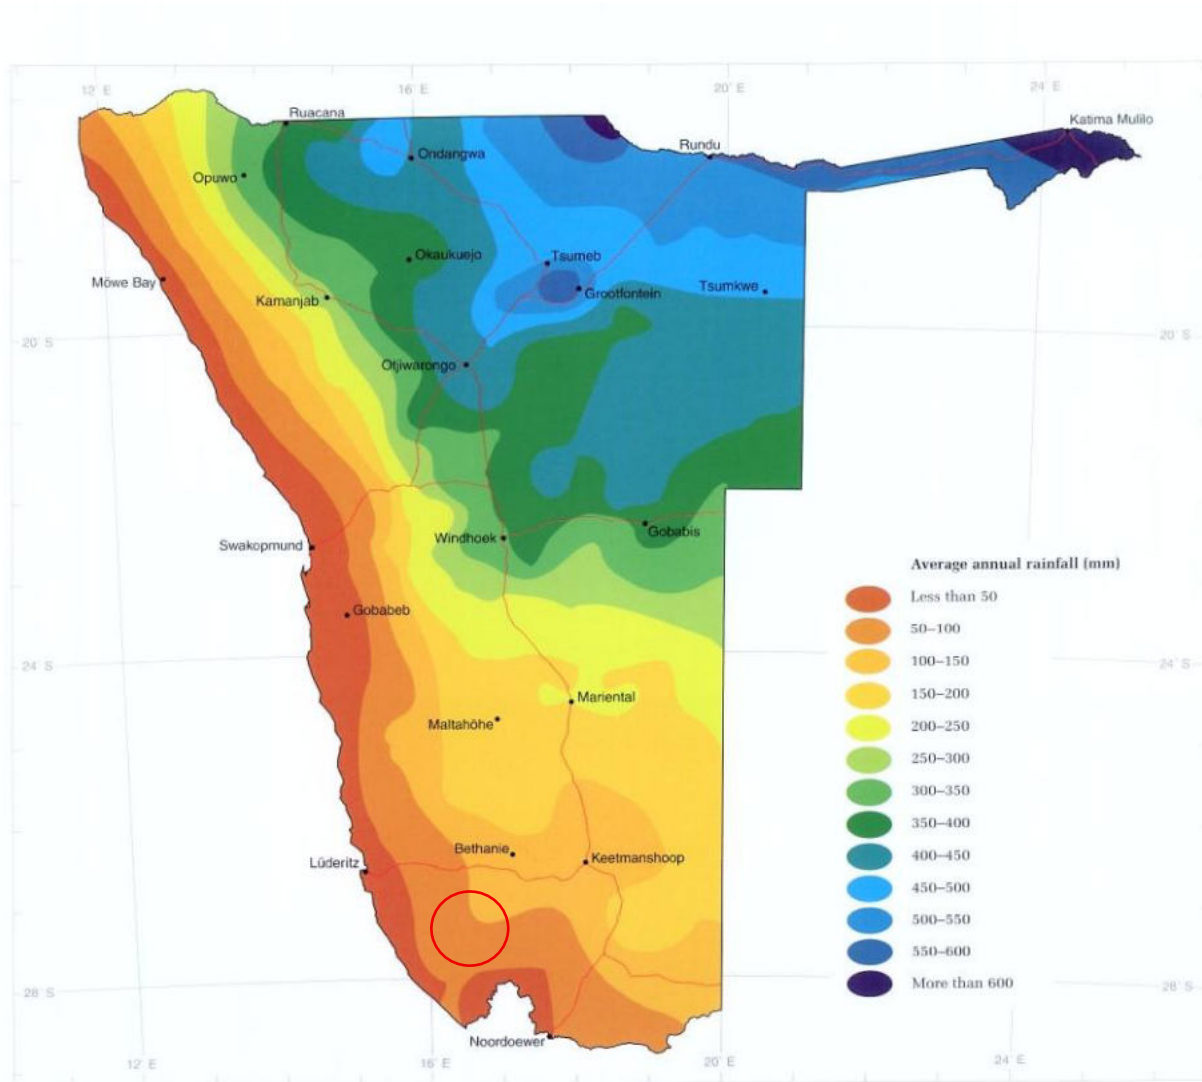 12° E
16° E
20° E
24° E
Ruacana
Katima Mulilo
Rundu
Ondangwa
Opuwo
Okaukuejo
Tsumeb
Möwe Bay
Kamanjab
Grootfontein
Tsumkwe
20° S
20° S
Otjiwarongo
Windhoek
Gobabis
Swakopmund
Average annual rainfall (mm)
Less than 50
Gobabeb
50–100
24° S
100–150
24° S
150–200
Mariental
Maltahöhe
200–250
250–300
300–350
350–400
Bethanie
Keetmanshoop
400–450
Lüderitz
450–500
500–550
550–600
More than 600
28° S
28° S
Noordoewer
12° E
16° E
20° E
24° E